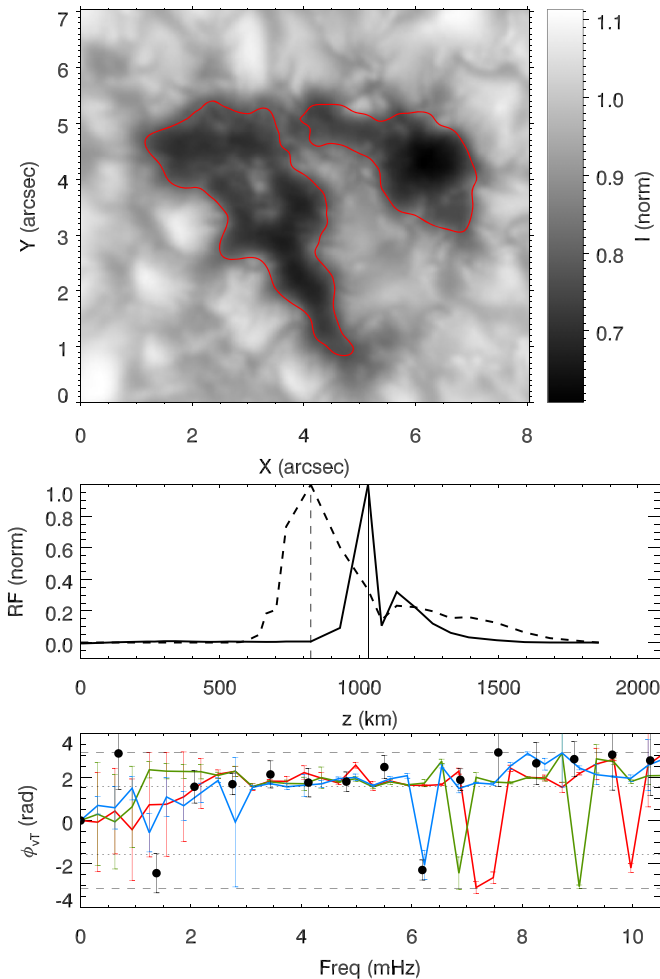 7
6
5
4
3
2
1
0
Y (arcsec)
0 2 4 6 8
X (arcsec)
1.1
1.0
0.9
0.8
0.7
I (norm)
1.0
0.8
0.6
0.4
0.2
0.0
RF (norm)
0 500 1000 1500 2000
z (km)
4
2
0
-2
-4
ϕvT (rad)
0 2 4 6 8 10
Freq (mHz)